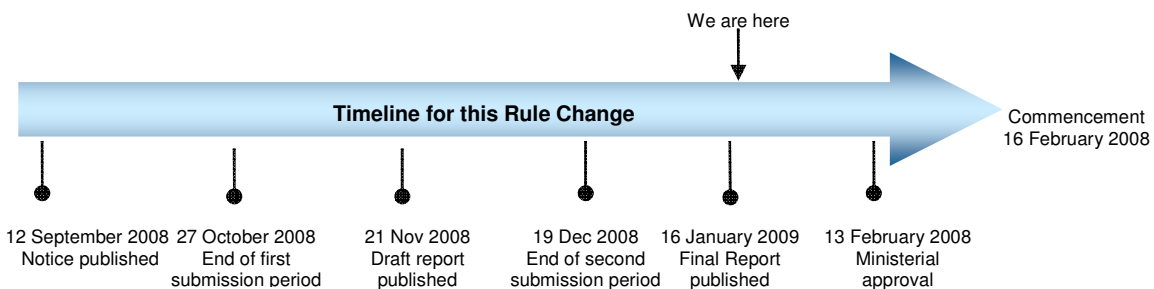 We are here
Timeline for this Rule Change
Commencement
16 February 2008
12 September 2008
Notice published
27 October 2008
End of first
submission period
21 Nov 2008
Draft report
published
19 Dec 2008
End of second
submission period
16 January 2009
Final Report
published
13 February 2008
Ministerial
approval